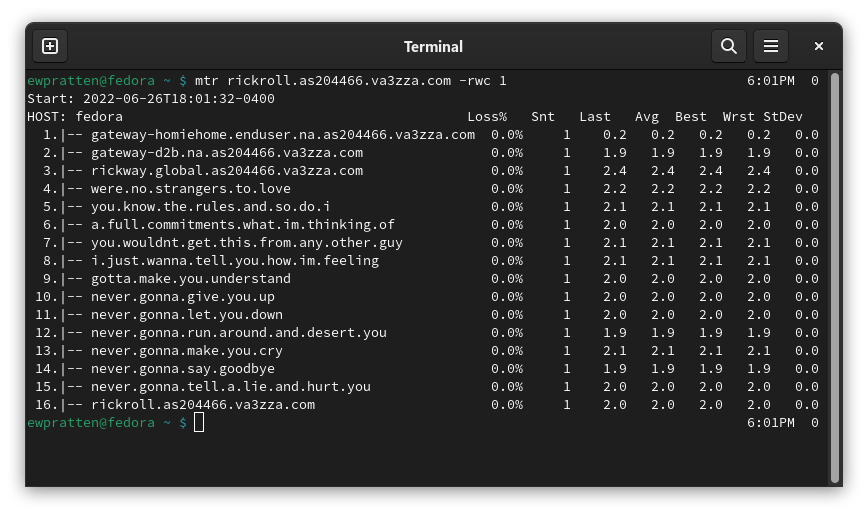 Terminal
ewpratten@fedora ~ $ mtr rickroll.as204466.va3zza.com -rwc 1 6:01PM 0
Start: 2022-06-26T18:01:32-0400
HOST: fedora Loss% Snt Last Avg Best Wrst StDev
1.|-- gateway-homiehome.enduser.na.as204466.va3zza.com 0.0% 1 0.2 0.2 0.2 0.2 0.0
2.|-- gateway-d2b.na.as204466.va3zza.com 0.0% 1 1.9 1.9 1.9 1.9 0.0
3.|-- rickway.global.as204466.va3zza.com 0.0% 1 2.4 2.4 2.4 2.4 0.0
4.|-- were.no.strangers.to.love 0.0% 1 2.2 2.2 2.2 2.2 0.0
5.|-- you.know.the.rules.and.so.do.i 0.0% 1 2.1 2.1 2.1 2.1 0.0
6.|-- a.full.commitments.what.im.thinking.of 0.0% 1 2.0 2.0 2.0 2.0 0.0
7.|-- you.wouldnt.get.this.from.any.other.guy 0.0% 1 2.1 2.1 2.1 2.1 0.0
8.|-- i.just.wanna.tell.you.how.im.feeling 0.0% 1 2.1 2.1 2.1 2.1 0.0
9.|-- gotta.make.you.understand 0.0% 1 2.0 2.0 2.0 2.0 0.0
10.|-- never.gonna.give.you.up 0.0% 1 2.0 2.0 2.0 2.0 0.0
11.|-- never.gonna.let.you.down 0.0% 1 2.0 2.0 2.0 2.0 0.0
12.|-- never.gonna.run.around.and.desert.you 0.0% 1 1.9 1.9 1.9 1.9 0.0
13.|-- never.gonna.make.you.cry 0.0% 1 2.1 2.1 2.1 2.1 0.0
14.|-- never.gonna.say.goodbye 0.0% 1 1.9 1.9 1.9 1.9 0.0
15.|-- never.gonna.tell.a.lie.and.hurt.you 0.0% 1 2.0 2.0 2.0 2.0 0.0
16.|-- rickroll.as204466.va3zza.com 0.0% 1 2.0 2.0 2.0 2.0 0.0
ewpratten@fedora ~ $ 6:01PM 0